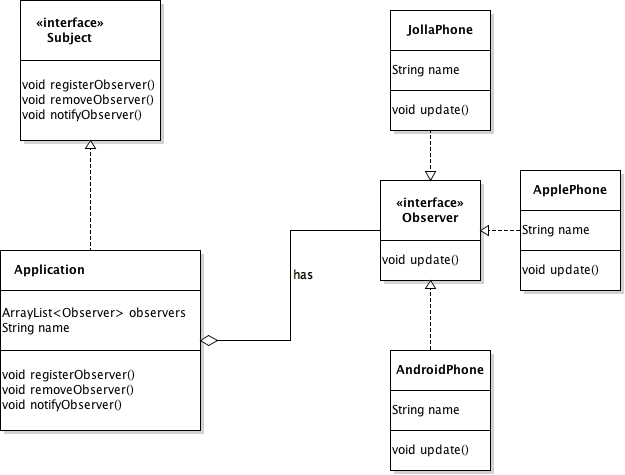 «interface»
Subject
void registerObserver()
void removeObserver()
void notifyObserver()
JollaPhone
String name
void update()
«interface»
Observer
void update()
ApplePhone
String name
void update()
Application
ArrayList<Observer> observers
String name
void registerObserver()
void removeObserver()
void notifyObserver()
has
AndroidPhone
String name
void update()